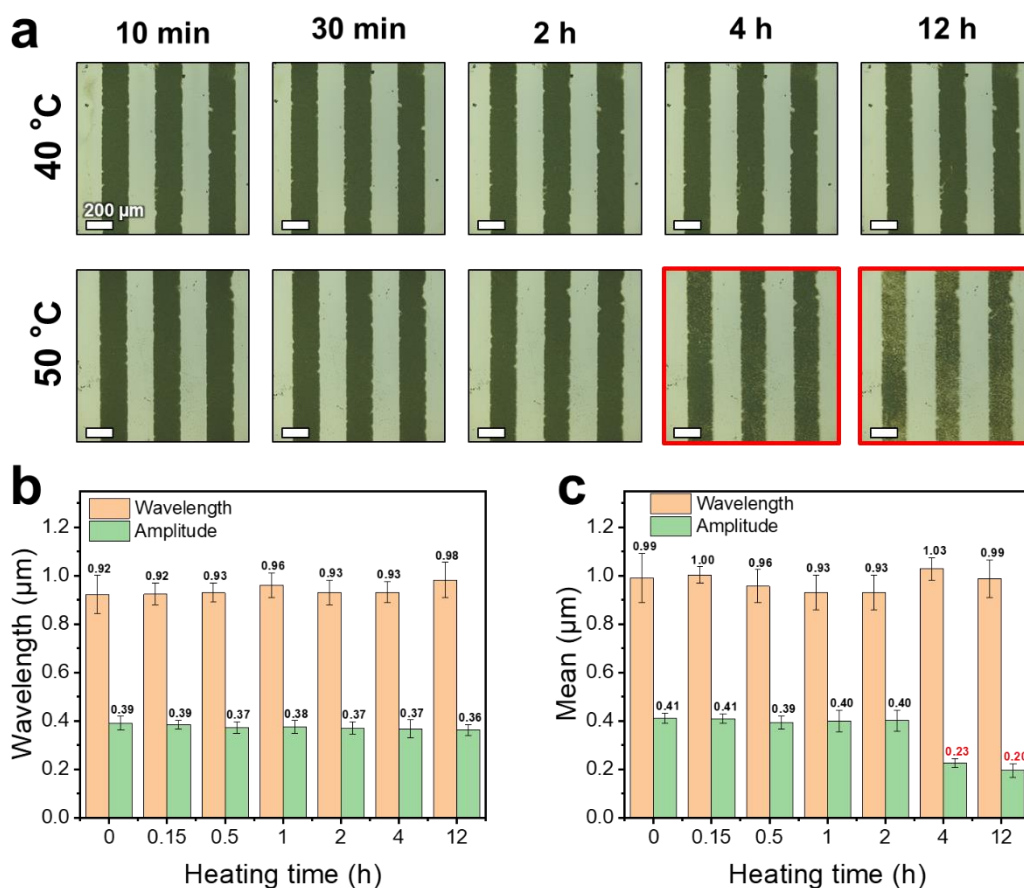 a
10 min 30 min 2 h 4 h 12 h
40 °C
200 µm
50 °C
b
Wavelength
Amplitude
Wavelength (µm)
1.2
1.0
0.8
0.6
0.4
0.2
0.0
0.92 0.92 0.93 0.96 0.93 0.93 0.98
0.39 0.39 0.37 0.38 0.37 0.37 0.36
0 0.15 0.5 1 2 4 12
Heating time (h)
c
Wavelength
Amplitude
Mean (µm)
1.2
1.0
0.8
0.6
0.4
0.2
0.0
0.99 1.00 0.96 0.93 0.93 1.03 0.99
0.41 0.41 0.39 0.40 0.40 0.23 0.20
0 0.15 0.5 1 2 4 12
Heating time (h)